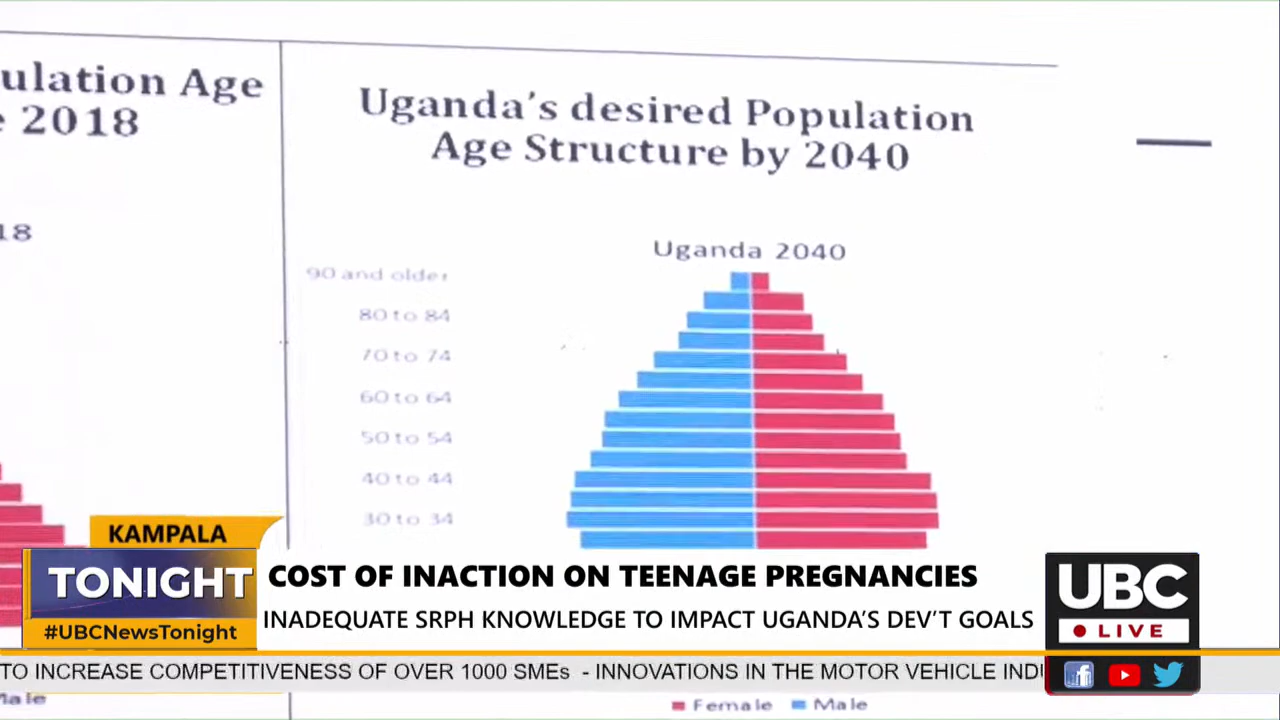 ulation Age
2018
18
Uganda's desired Population
Age Structure by 2040
Uganda 2040
90 and older
80 to 84
70 to 74
60 to 64
50 to 54
40 to 44
30 to 34
KAMPALA
TONIGHT
#UBCNewsTonight
COST OF INACTION ON TEENAGE PREGNANCIES
INADEQUATE SRPH KNOWLEDGE TO IMPACT UGANDA'S DEV'T GOALS
UBC
LIVE
TO INCREASE COMPETITIVENESS OF OVER 1000 SMEs - INNOVATIONS IN THE MOTOR VEHICLE INDU
Male
Female Male